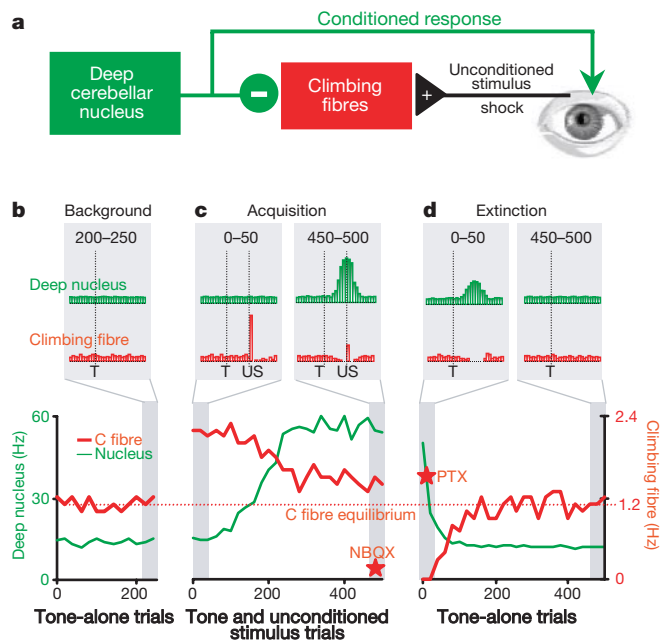 a
Conditioned response
Deep
cerebellar
nucleus
−
Climbing
fibres
+
Unconditioned
stimulus
shock
b Background
200–250
Deep nucleus
Climbing fibre
T
c Acquisition
0–50 450–500
T US T US
d Extinction
0–50 450–500
T T
Deep nucleus (Hz)
60
30
0
C fibre
Nucleus
C fibre equilibrium
NBQX
PTX
2.4
1.2
0
Climbing fibre (Hz)
0 200
Tone-alone trials
0 200 400
Tone and unconditioned
stimulus trials
0 200 400
Tone-alone trials